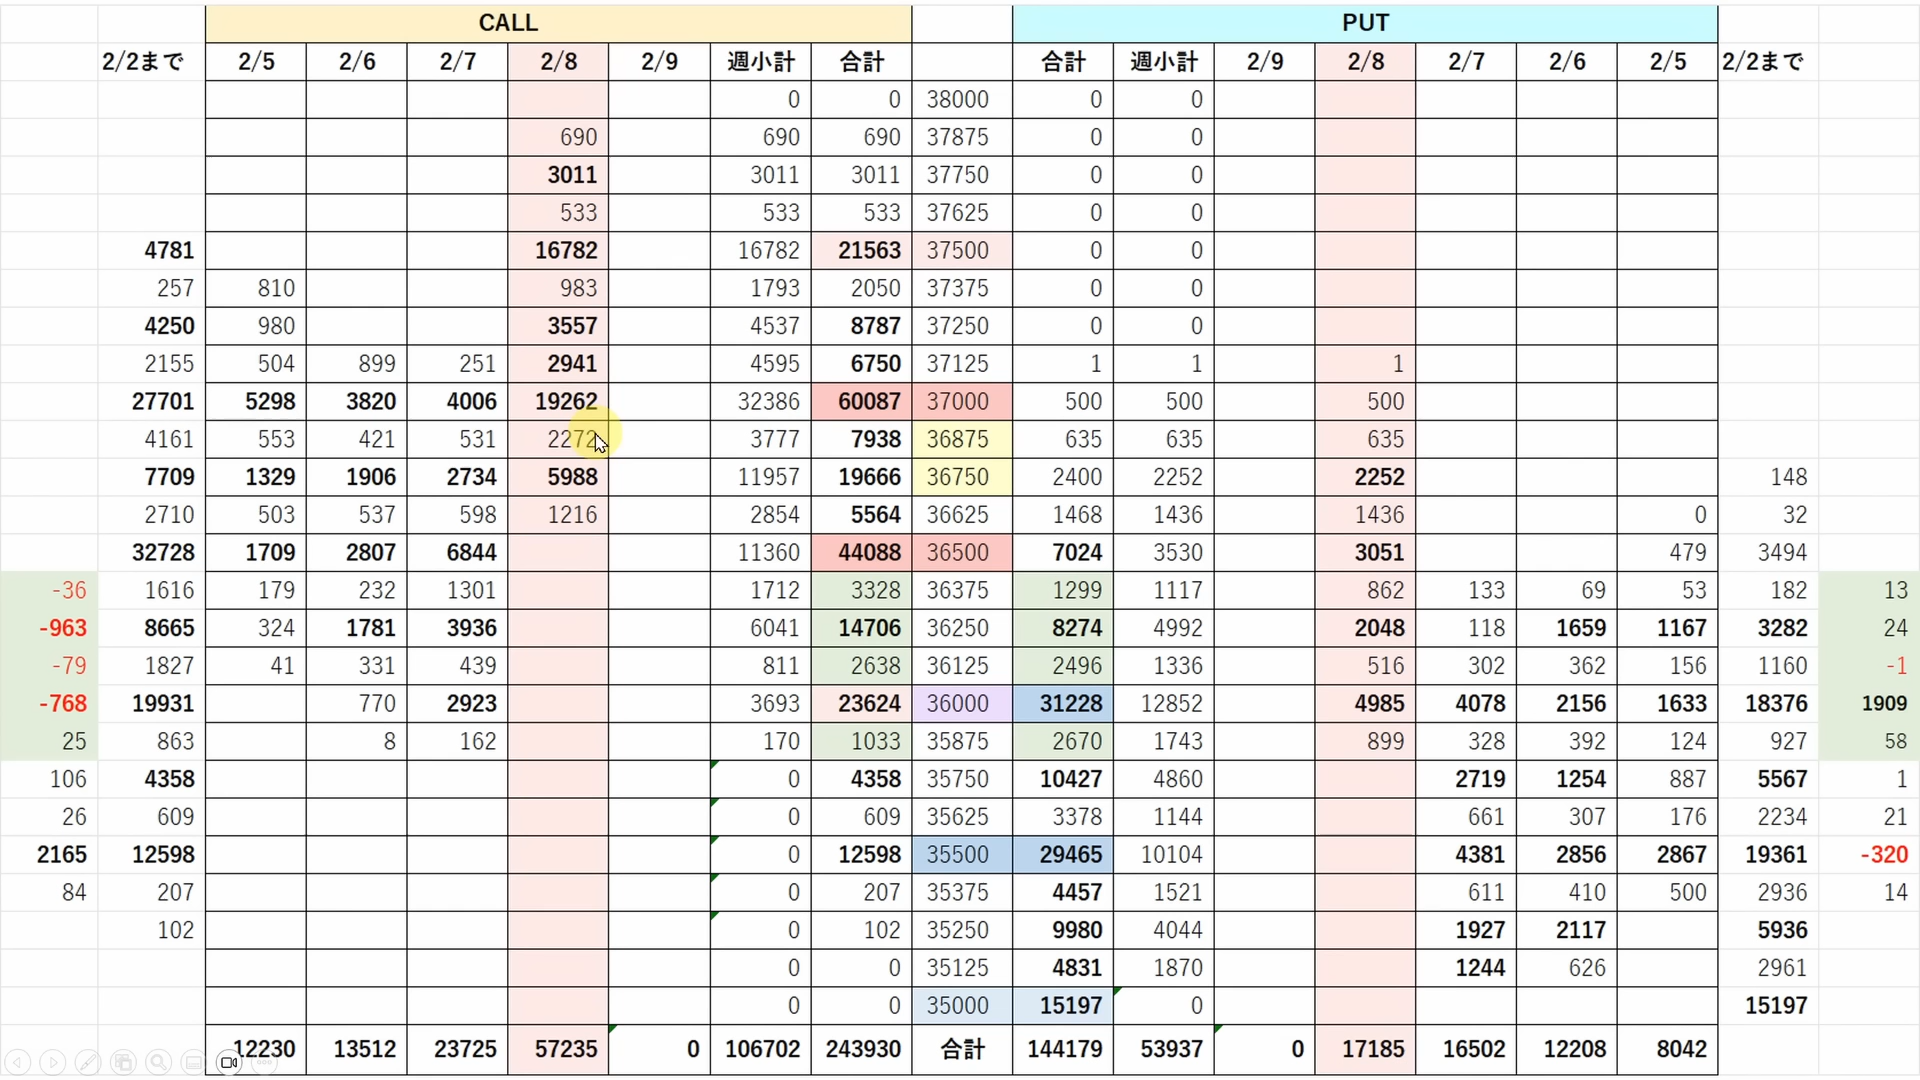 CALL PUT
2/2まで 2/5 2/6 2/7 2/8 2/9 週小計 合計 合計 週小計 2/9 2/8 2/7 2/6 2/5 2/2まで
0 0 38000 0 0
690 690 690 37875 0 0
3011 3011 3011 37750 0 0
533 533 533 37625 0 0
4781 16782 16782 21563 37500 0 0
257 810 983 1793 2050 37375 0 0
4250 980 3557 4537 8787 37250 0 0
2155 504 899 251 2941 4595 6750 37125 1 1 1
27701 5298 3820 4006 19262 32386 60087 37000 500 500 500
4161 553 421 531 2272 3777 7938 36875 635 635 635
7709 1329 1906 2734 5988 11957 19666 36750 2400 2252 2252 148
2710 503 537 598 1216 2854 5564 36625 1468 1436 1436 0 32
32728 1709 2807 6844 11360 44088 36500 7024 3530 3051 479 3494
-36 1616 179 232 1301 1712 3328 36375 1299 1117 862 133 69 53 182 13
-963 8665 324 1781 3936 6041 14706 36250 8274 4992 2048 118 1659 1167 3282 24
-79 1827 41 331 439 811 2638 36125 2496 1336 516 302 362 156 1160 -1
-768 19931 770 2923 3693 23624 36000 31228 12852 4985 4078 2156 1633 18376 1909
25 863 8 162 170 1033 35875 2670 1743 899 328 392 124 927 58
106 4358 0 4358 35750 10427 4860 2719 1254 887 5567 1
26 609 0 609 35625 3378 1144 661 307 176 2234 21
2165 12598 0 12598 35500 29465 10104 4381 2856 2867 19361 -320
84 207 0 207 35375 4457 1521 611 410 500 2936 14
102 0 102 35250 9980 4044 1927 2117 5936
0 0 35125 4831 1870 1244 626 2961
0 0 35000 15197 0 15197
12230 13512 23725 57235 0 106702 243930 合計 144179 53937 0 17185 16502 12208 8042